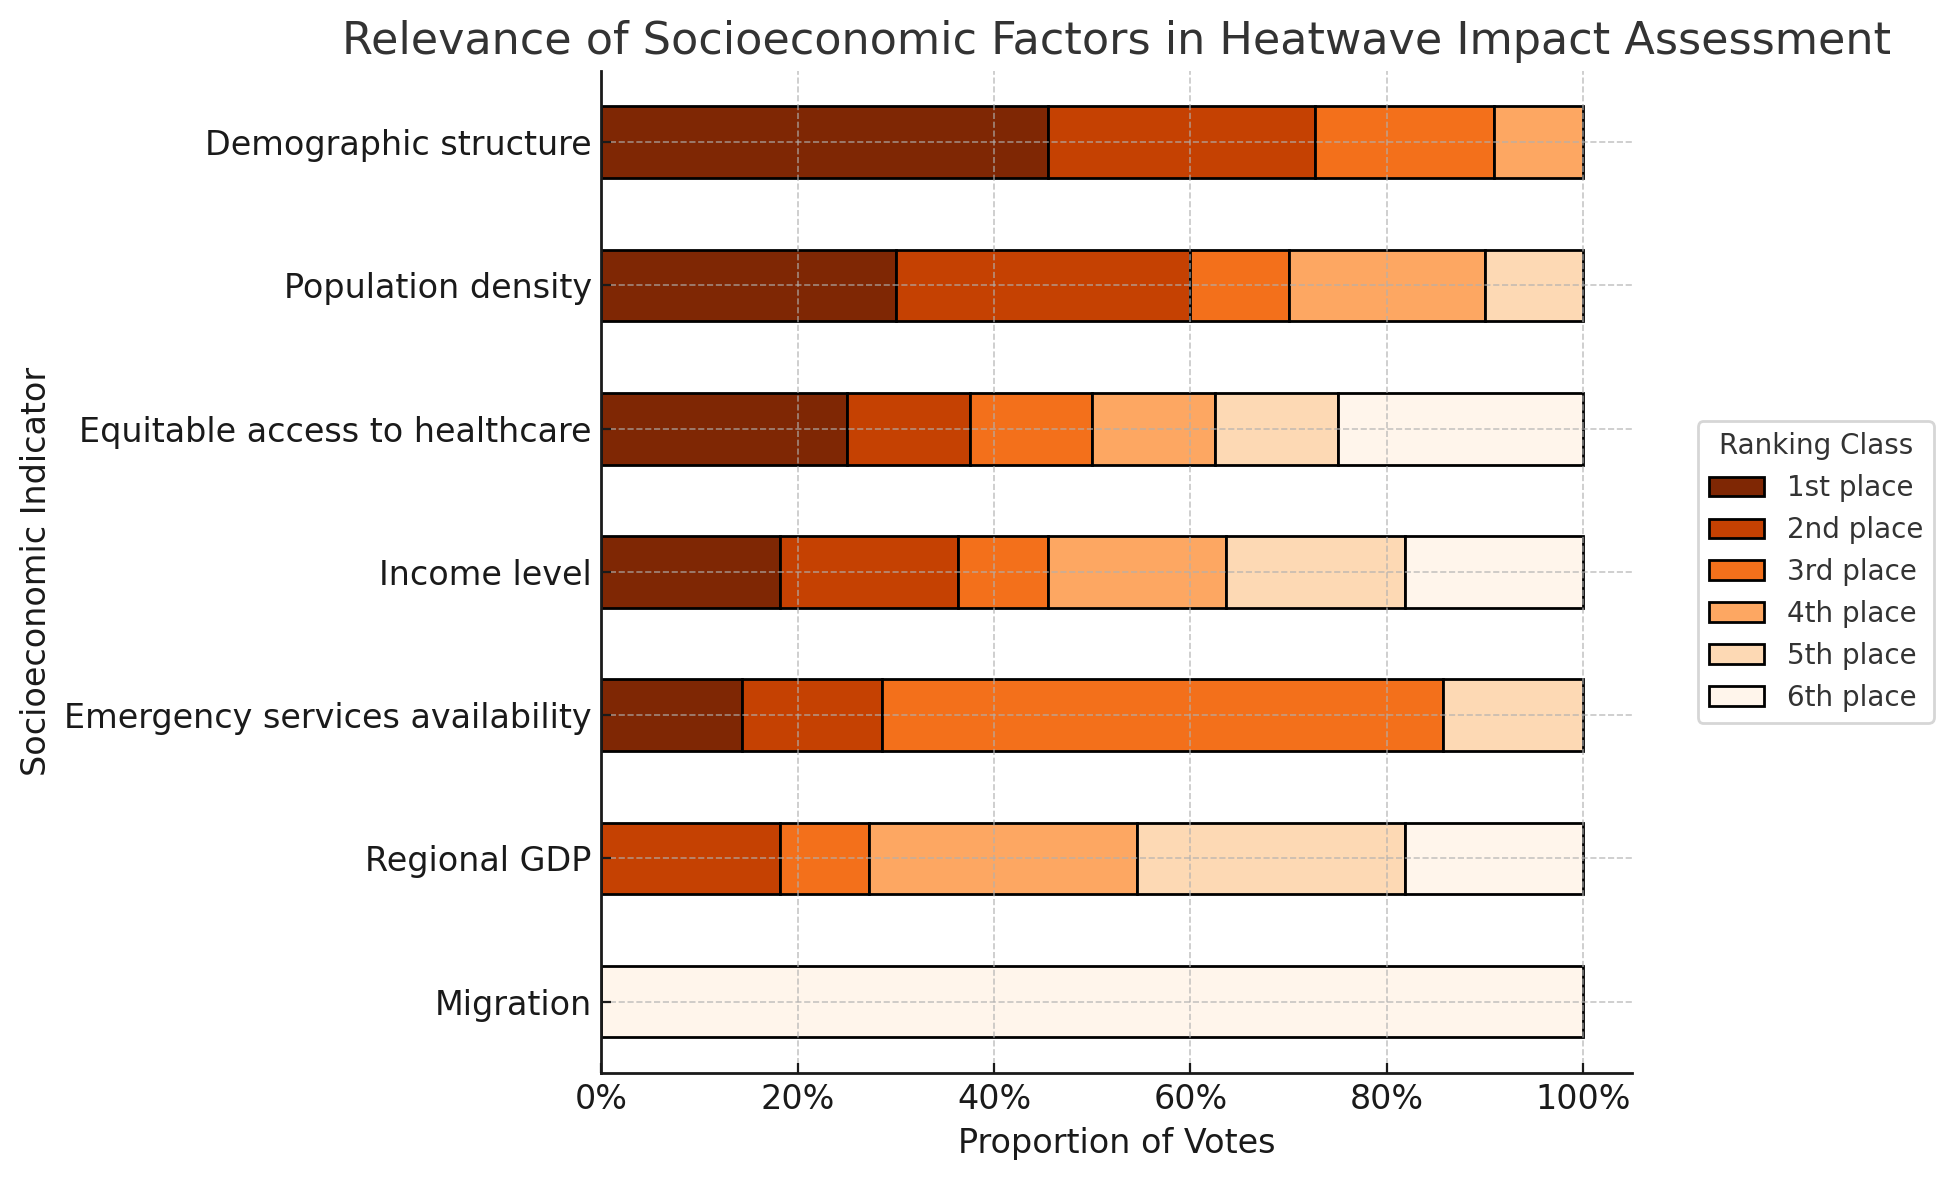 Relevance of Socioeconomic Factors in Heatwave Impact Assessment
Socioeconomic Indicator
Demographic structure
Population density
Equitable access to healthcare
Income level
Emergency services availability
Regional GDP
Migration
0% 20% 40% 60% 80% 100%
Proportion of Votes
Ranking Class
1st place
2nd place
3rd place
4th place
5th place
6th place